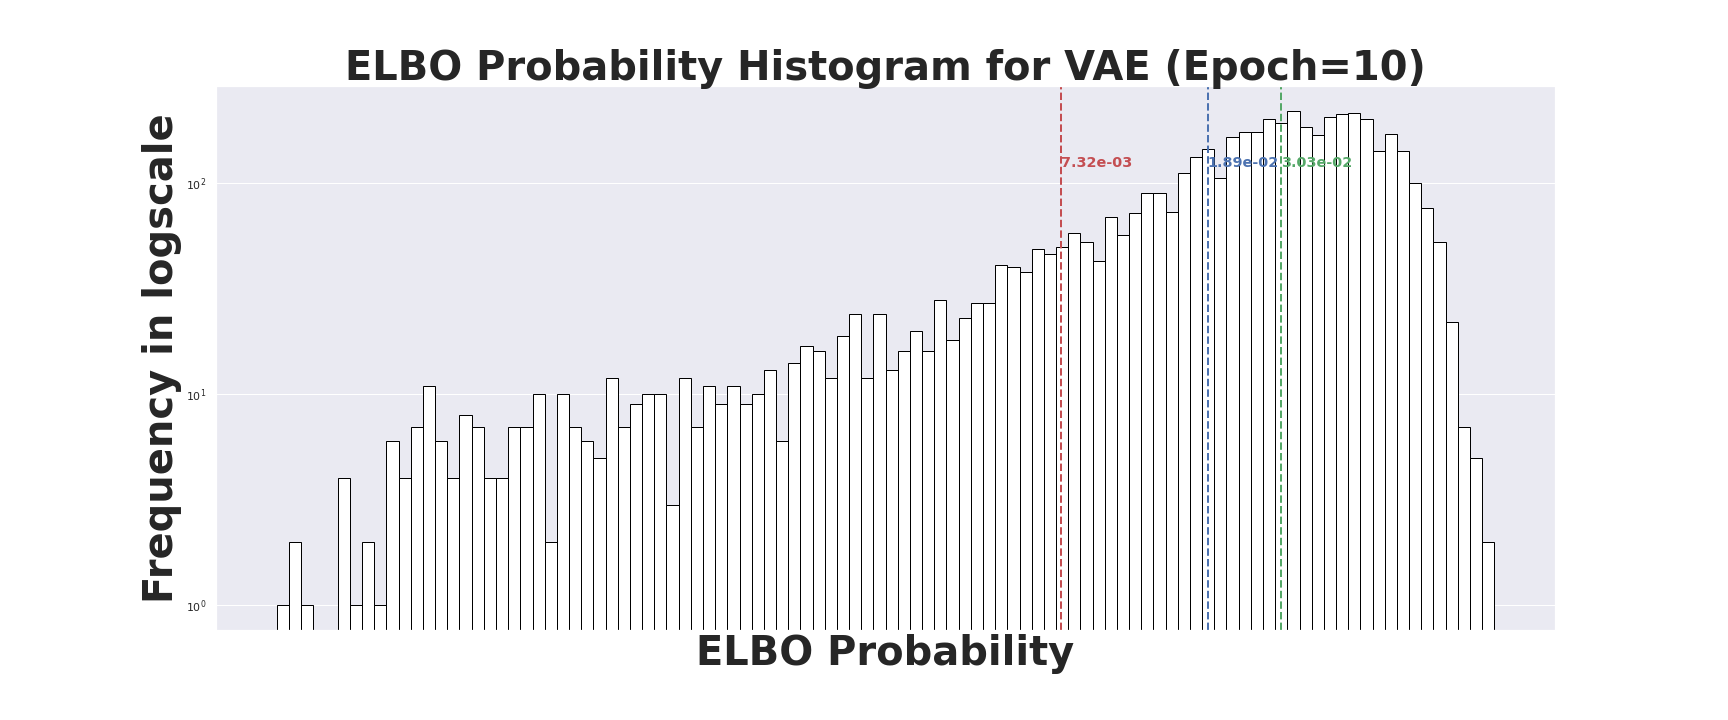 ELBO Probability Histogram for VAE (Epoch=10)
Frequency in logscale
10²
10¹
10⁰
7.32e-03
1.89e-02
3.03e-02
ELBO Probability